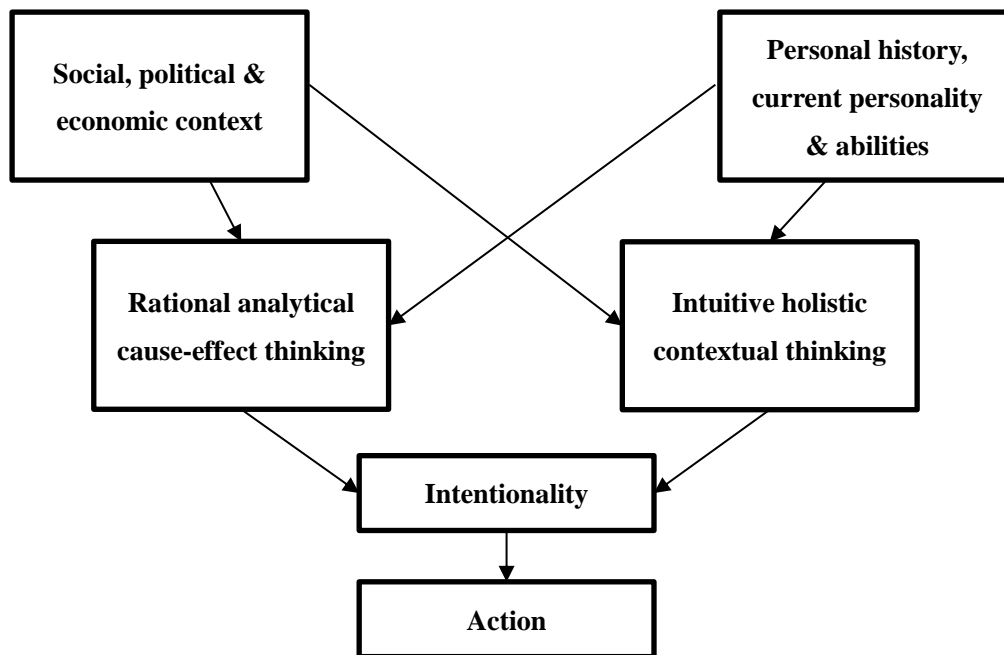 Social, political &
economic context
Personal history,
current personality
& abilities
Rational analytical
cause-effect thinking
Intuitive holistic
contextual thinking
Intentionality
Action